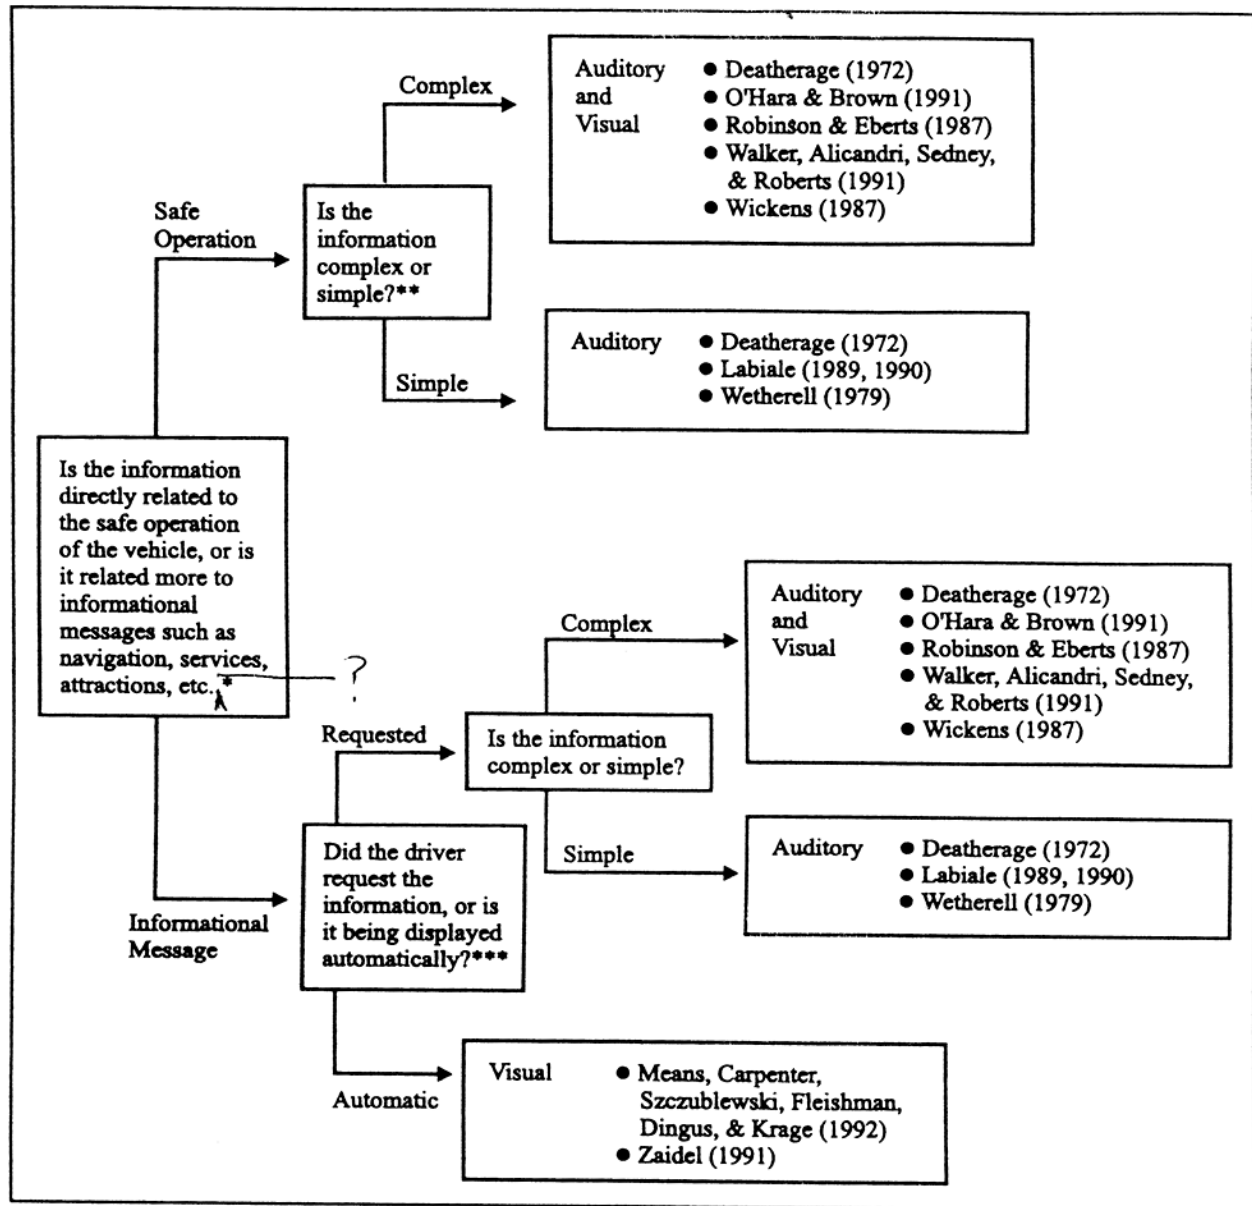 Complex
Auditory
and
Visual
● Deatherage (1972)
● O'Hara & Brown (1991)
● Robinson & Eberts (1987)
● Walker, Alicandri, Sedney,
& Roberts (1991)
● Wickens (1987)
Safe
Operation
Is the
information
complex or
simple?**
Simple
Auditory
● Deatherage (1972)
● Labiale (1989, 1990)
● Wetherell (1979)
Is the information
directly related to
the safe operation
of the vehicle, or is
it related more to
informational
messages such as
navigation, services,
attractions, etc..*
?
Informational
Message
Requested
Is the information
complex or simple?
Complex
Auditory
and
Visual
● Deatherage (1972)
● O'Hara & Brown (1991)
● Robinson & Eberts (1987)
● Walker, Alicandri, Sedney,
& Roberts (1991)
● Wickens (1987)
Simple
Auditory
● Deatherage (1972)
● Labiale (1989, 1990)
● Wetherell (1979)
Did the driver
request the
information, or is
it being displayed
automatically?***
Automatic
Visual
● Means, Carpenter,
Szczublewski, Fleishman,
Dingus, & Krage (1992)
● Zaidel (1991)